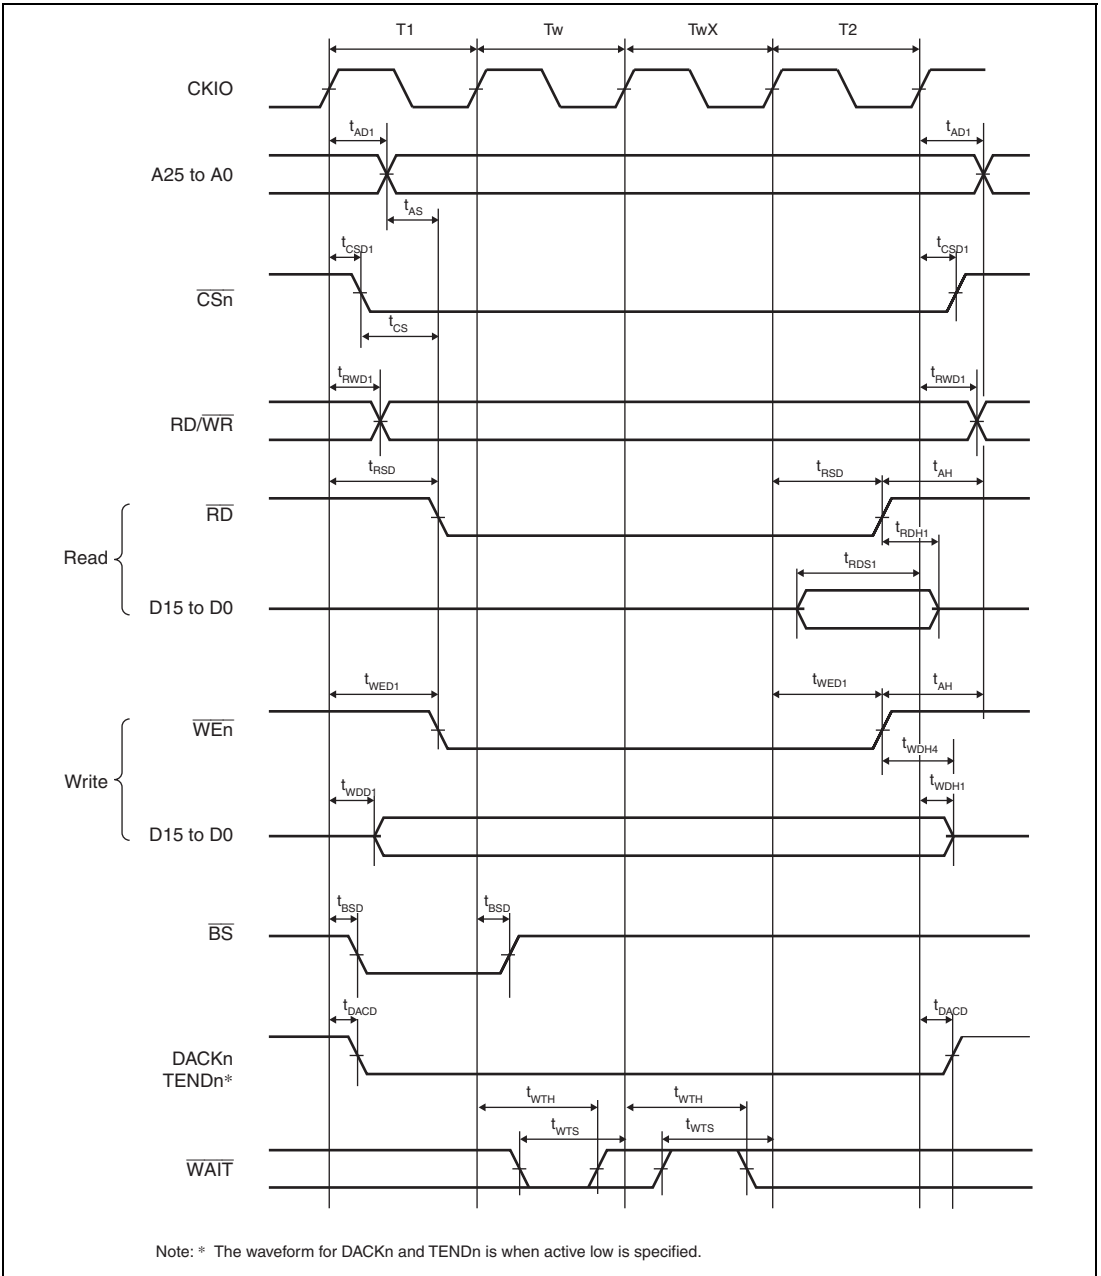 T1 Tw TwX T2
CKIO
tAD1 tAD1
A25 to A0
tAS
tCSD1 tCSD1
CSn
tCS
tRWD1 tRWD1
RD/WR
tRSD tRSD tAH
RD
tRDH1
Read
tRDS1
D15 to D0
tWED1 tWED1 tAH
WEn
tWDH4
Write
tWDD1 tWDH1
D15 to D0
tBSD tBSD
BS
tDACD tDACD
DACKn
TENDn*
tWTH tWTH
tWTS tWTS
WAIT
Note: * The waveform for DACKn and TENDn is when active low is specified.